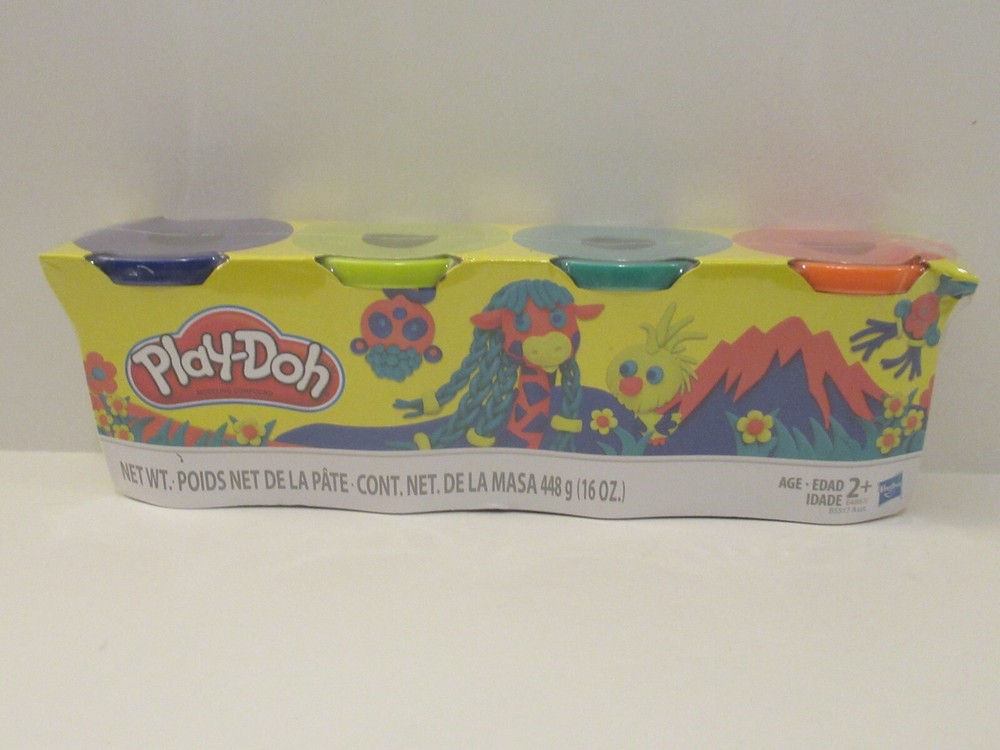 Play-Doh
NET WT. · POIDS NET DE LA PÂTE · CONT. NET. DE LA MASA 448 g (16 OZ.)
AGE · EDAD
IDADE
2+
Hasbro